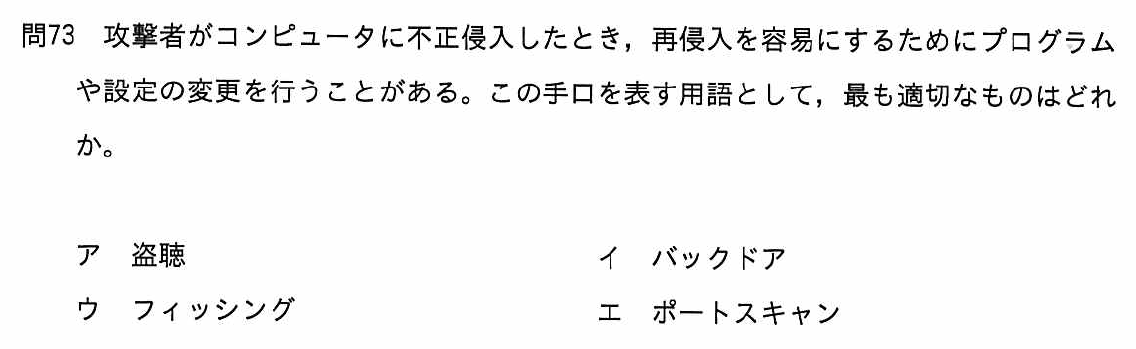 問73　攻撃者がコンピュータに不正侵入したとき，再侵入を容易にするためにプログラム
や設定の変更を行うことがある。この手口を表す用語として，最も適切なものはどれ
か。
ア　盗聴　イ　バックドア
ウ　フィッシング　エ　ポートスキャン